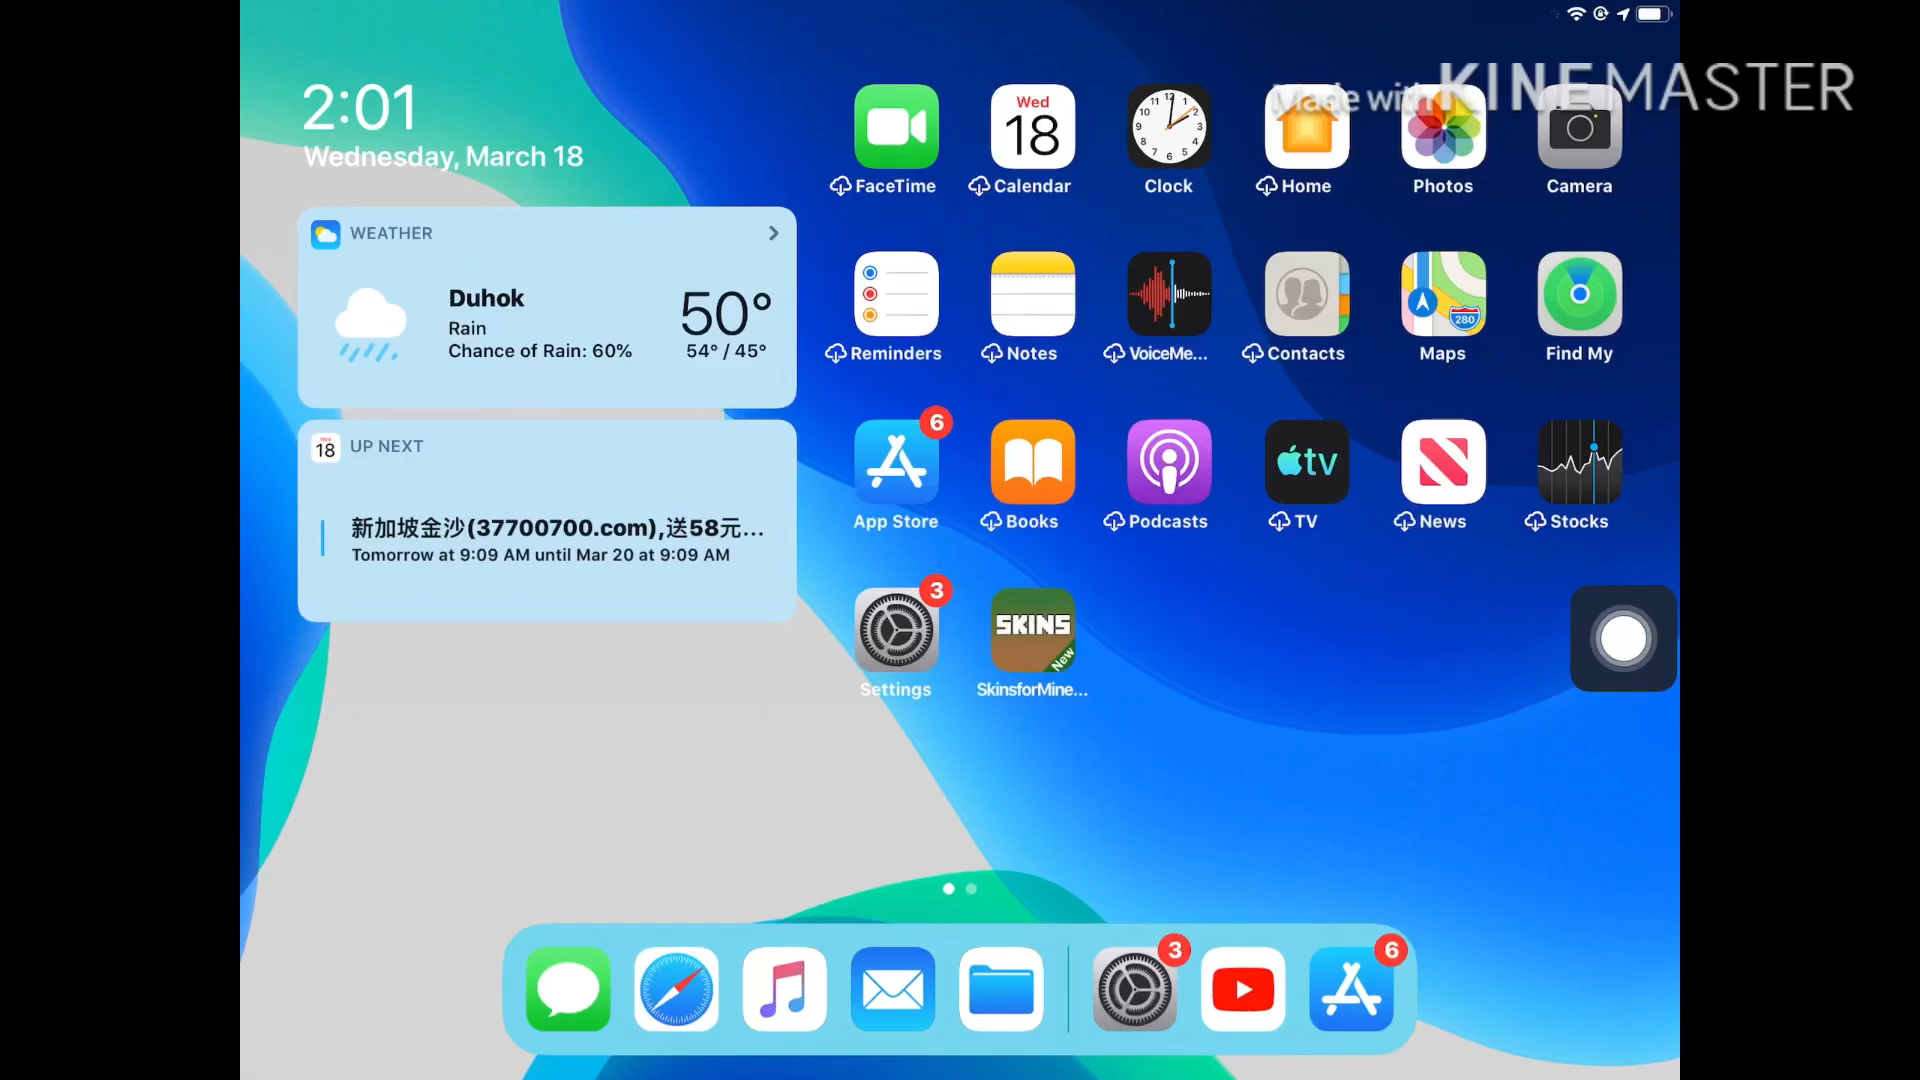 Made with KINEMASTER
2:01
Wednesday, March 18
WEATHER
Duhok
Rain
Chance of Rain: 60%
50°
54° / 45°
18
UP NEXT
新加坡金沙(37700700.com),送58元...
Tomorrow at 9:09 AM until Mar 20 at 9:09 AM
Wed
18
FaceTime
Calendar
Clock
Home
Photos
Camera
280
Reminders
Notes
VoiceMe...
Contacts
Maps
Find My
6
tv
App Store
Books
Podcasts
TV
News
Stocks
3
SKINS
New
Settings
SkinsforMine...
3
6